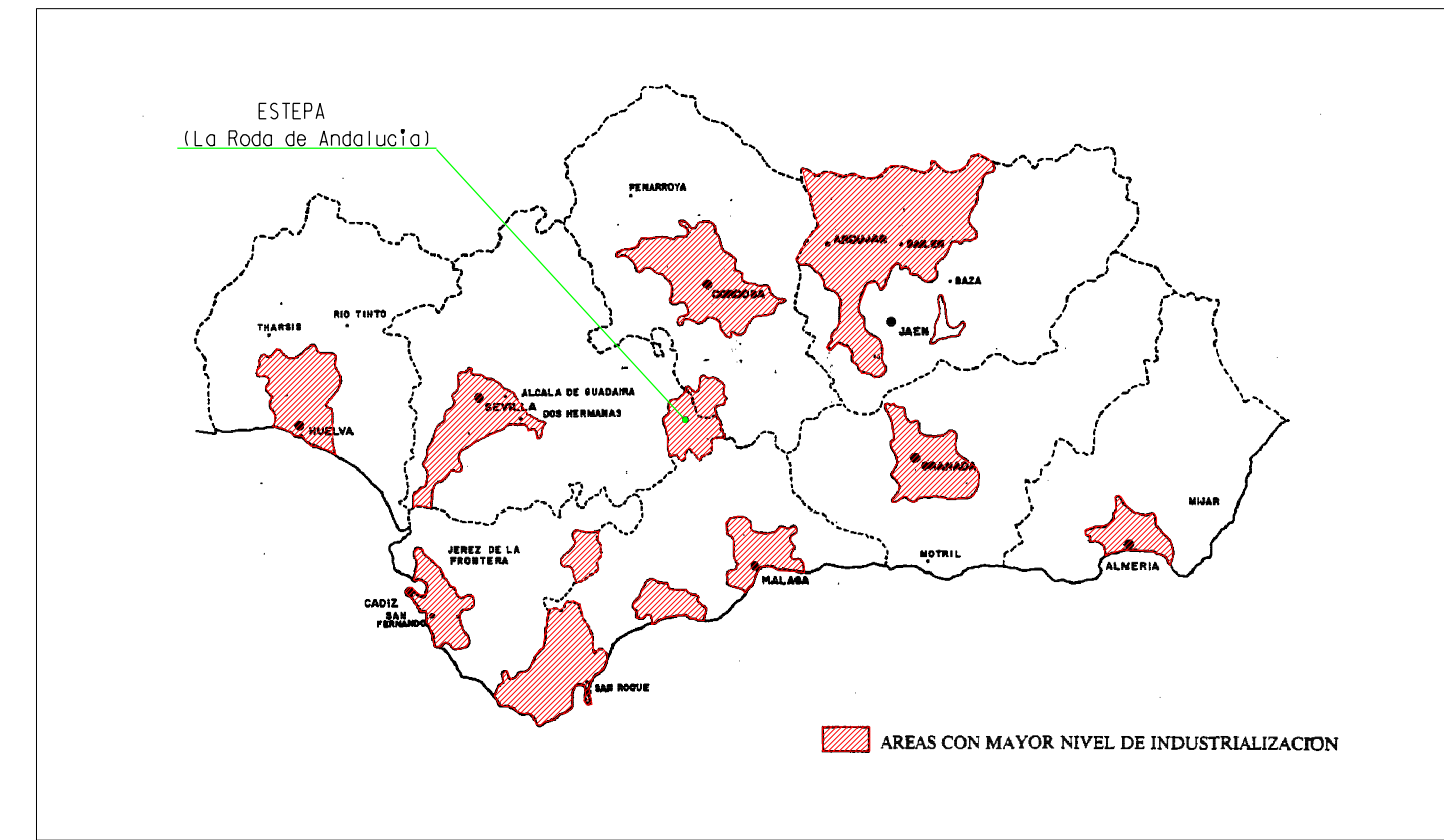 ESTEPA
(La Roda de Andalucía)
PEÑARROYA
ANDUJAR
BAILEN
CORDOBA
BAZA
RIO TINTO
THARSIS
JAEN
ALCALA DE GUADAIRA
SEVILLA
DOS HERMANAS
HUELVA
GRANADA
MIJAR
JEREZ DE LA
FRONTERA
MOTRIL
ALMERIA
MALAGA
CADIZ
SAN
FERNANDO
SAN ROQUE
AREAS CON MAYOR NIVEL DE INDUSTRIALIZACION